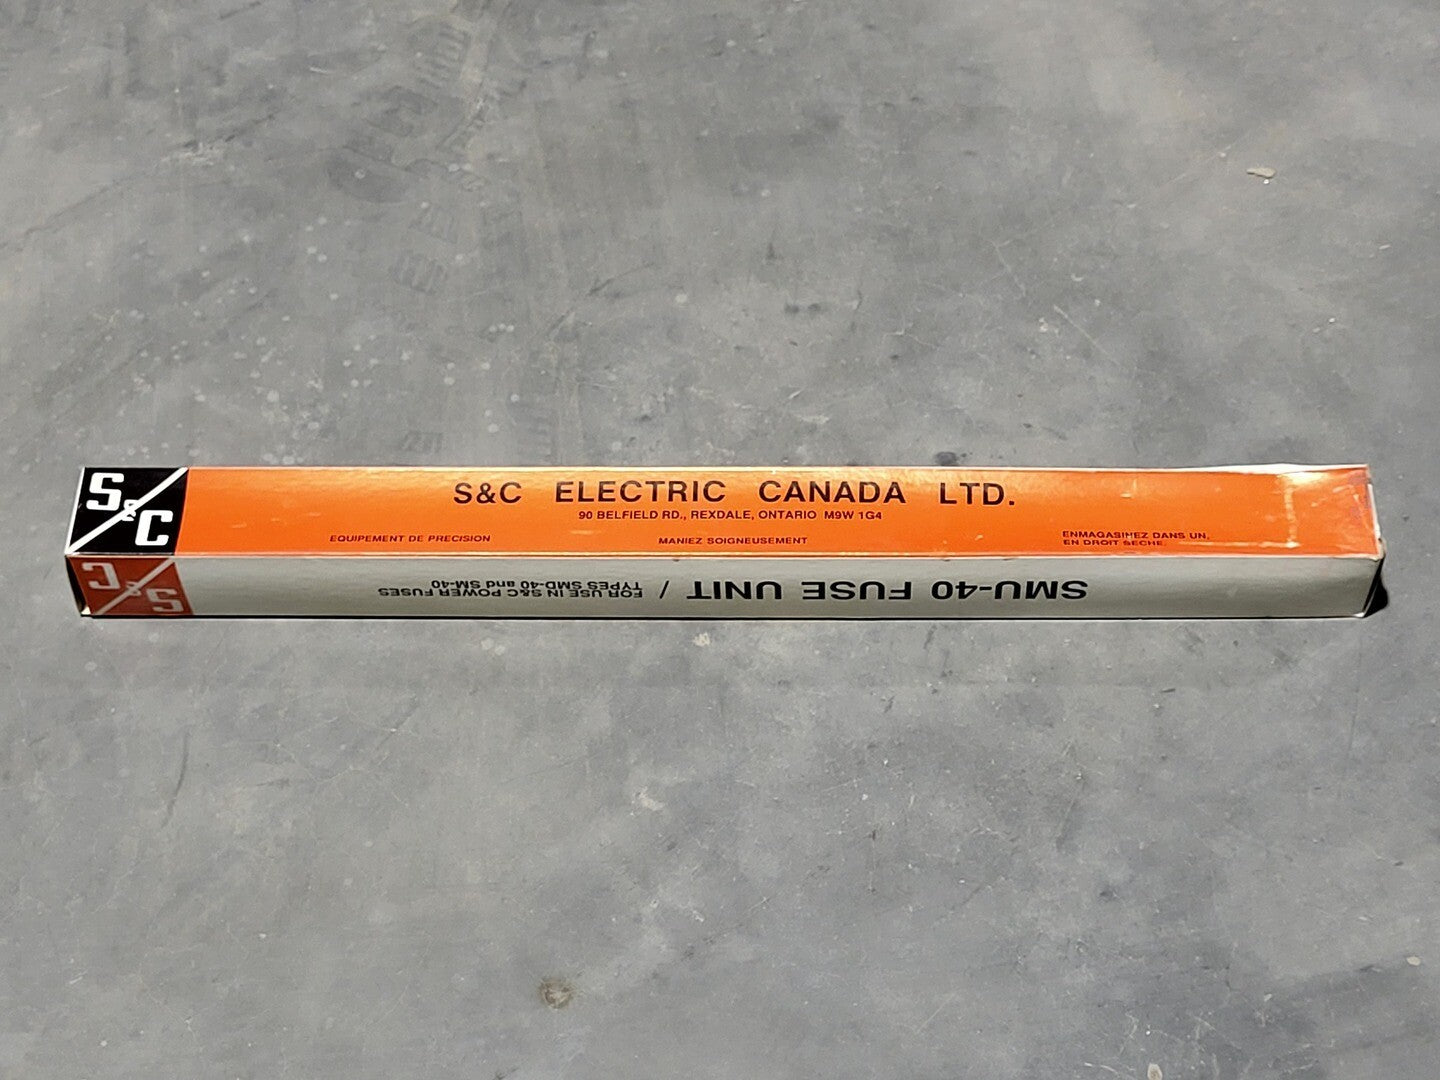 S&C
S&C ELECTRIC CANADA LTD.
90 BELFIELD RD., REXDALE, ONTARIO M9W 1G4
EQUIPEMENT DE PRECISION
MANIEZ SOIGNEUSEMENT
ENMAGASINEZ DANS UN,
EN DROIT SECHE.
S&C
SMU-40 FUSE UNIT /
FOR USE IN S&C POWER FUSES
TYPES SMD-40 and SM-40